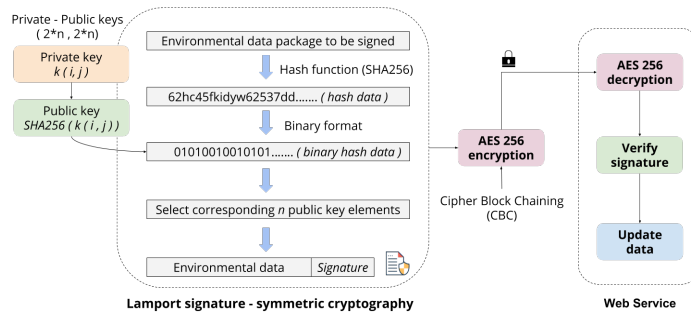 Private - Public keys
( 2*n , 2*n)
Private key
k ( i, j )
Public key
SHA256 ( k ( i , j ) )
Environmental data package to be signed
Hash function (SHA256)
62hc45fkidyw62537dd....... ( hash data )
Binary format
01010010010101....... ( binary hash data )
Select corresponding n public key elements
Environmental data
Signature
Lamport signature - symmetric cryptography
AES 256
encryption
Cipher Block Chaining
(CBC)
AES 256
decryption
Verify
signature
Update
data
Web Service